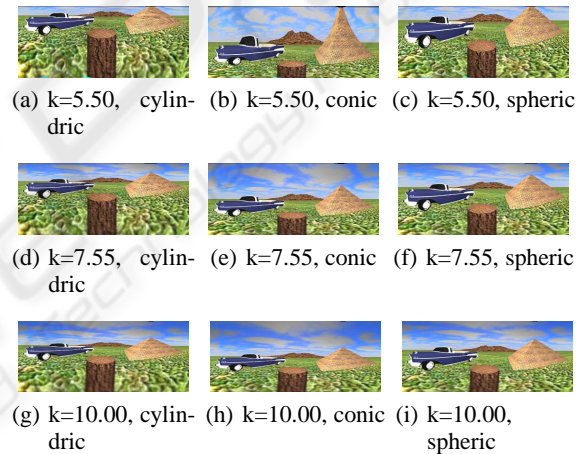 (a) k=5.50, cylin-
dric
(b) k=5.50, conic
(c) k=5.50, spheric
(d) k=7.55, cylin-
dric
(e) k=7.55, conic
(f) k=7.55, spheric
(g) k=10.00, cylin-
dric
(h) k=10.00, conic
(i) k=10.00,
spheric